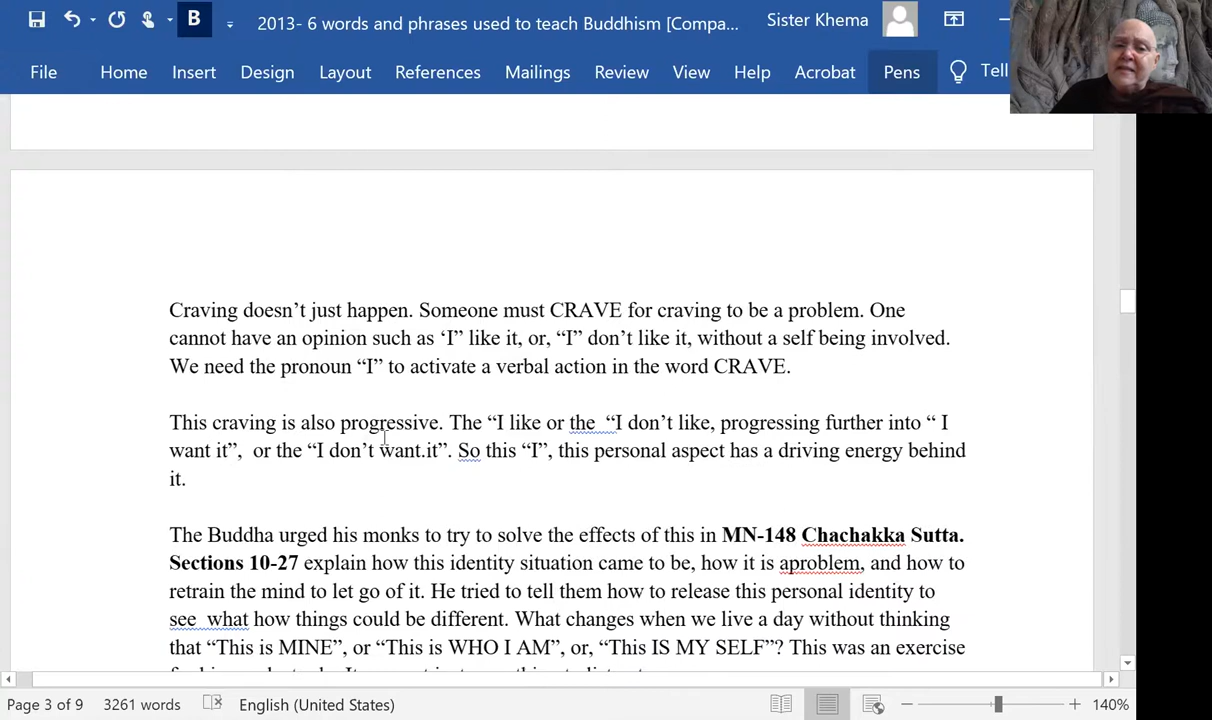 2013- 6 words and phrases used to teach Buddhism [Compa...
Sister Khema
File Home Insert Design Layout References Mailings Review View Help Acrobat Pens Tell
Craving doesn’t just happen. Someone must CRAVE for craving to be a problem. One
cannot have an opinion such as ‘I” like it, or, “I” don’t like it, without a self being involved.
We need the pronoun “I” to activate a verbal action in the word CRAVE.
This craving is also progressive. The “I like or the “I don’t like, progressing further into “ I
want it”, or the “I don’t want.it”. So this “I”, this personal aspect has a driving energy behind
it.
The Buddha urged his monks to try to solve the effects of this in MN-148 Chachakka Sutta.
Sections 10-27 explain how this identity situation came to be, how it is aproblem, and how to
retrain the mind to let go of it. He tried to tell them how to release this personal identity to
see what how things could be different. What changes when we live a day without thinking
that “This is MINE”, or “This is WHO I AM”, or, “This IS MY SELF”? This was an exercise
Page 3 of 9 3261 words English (United States) 140%